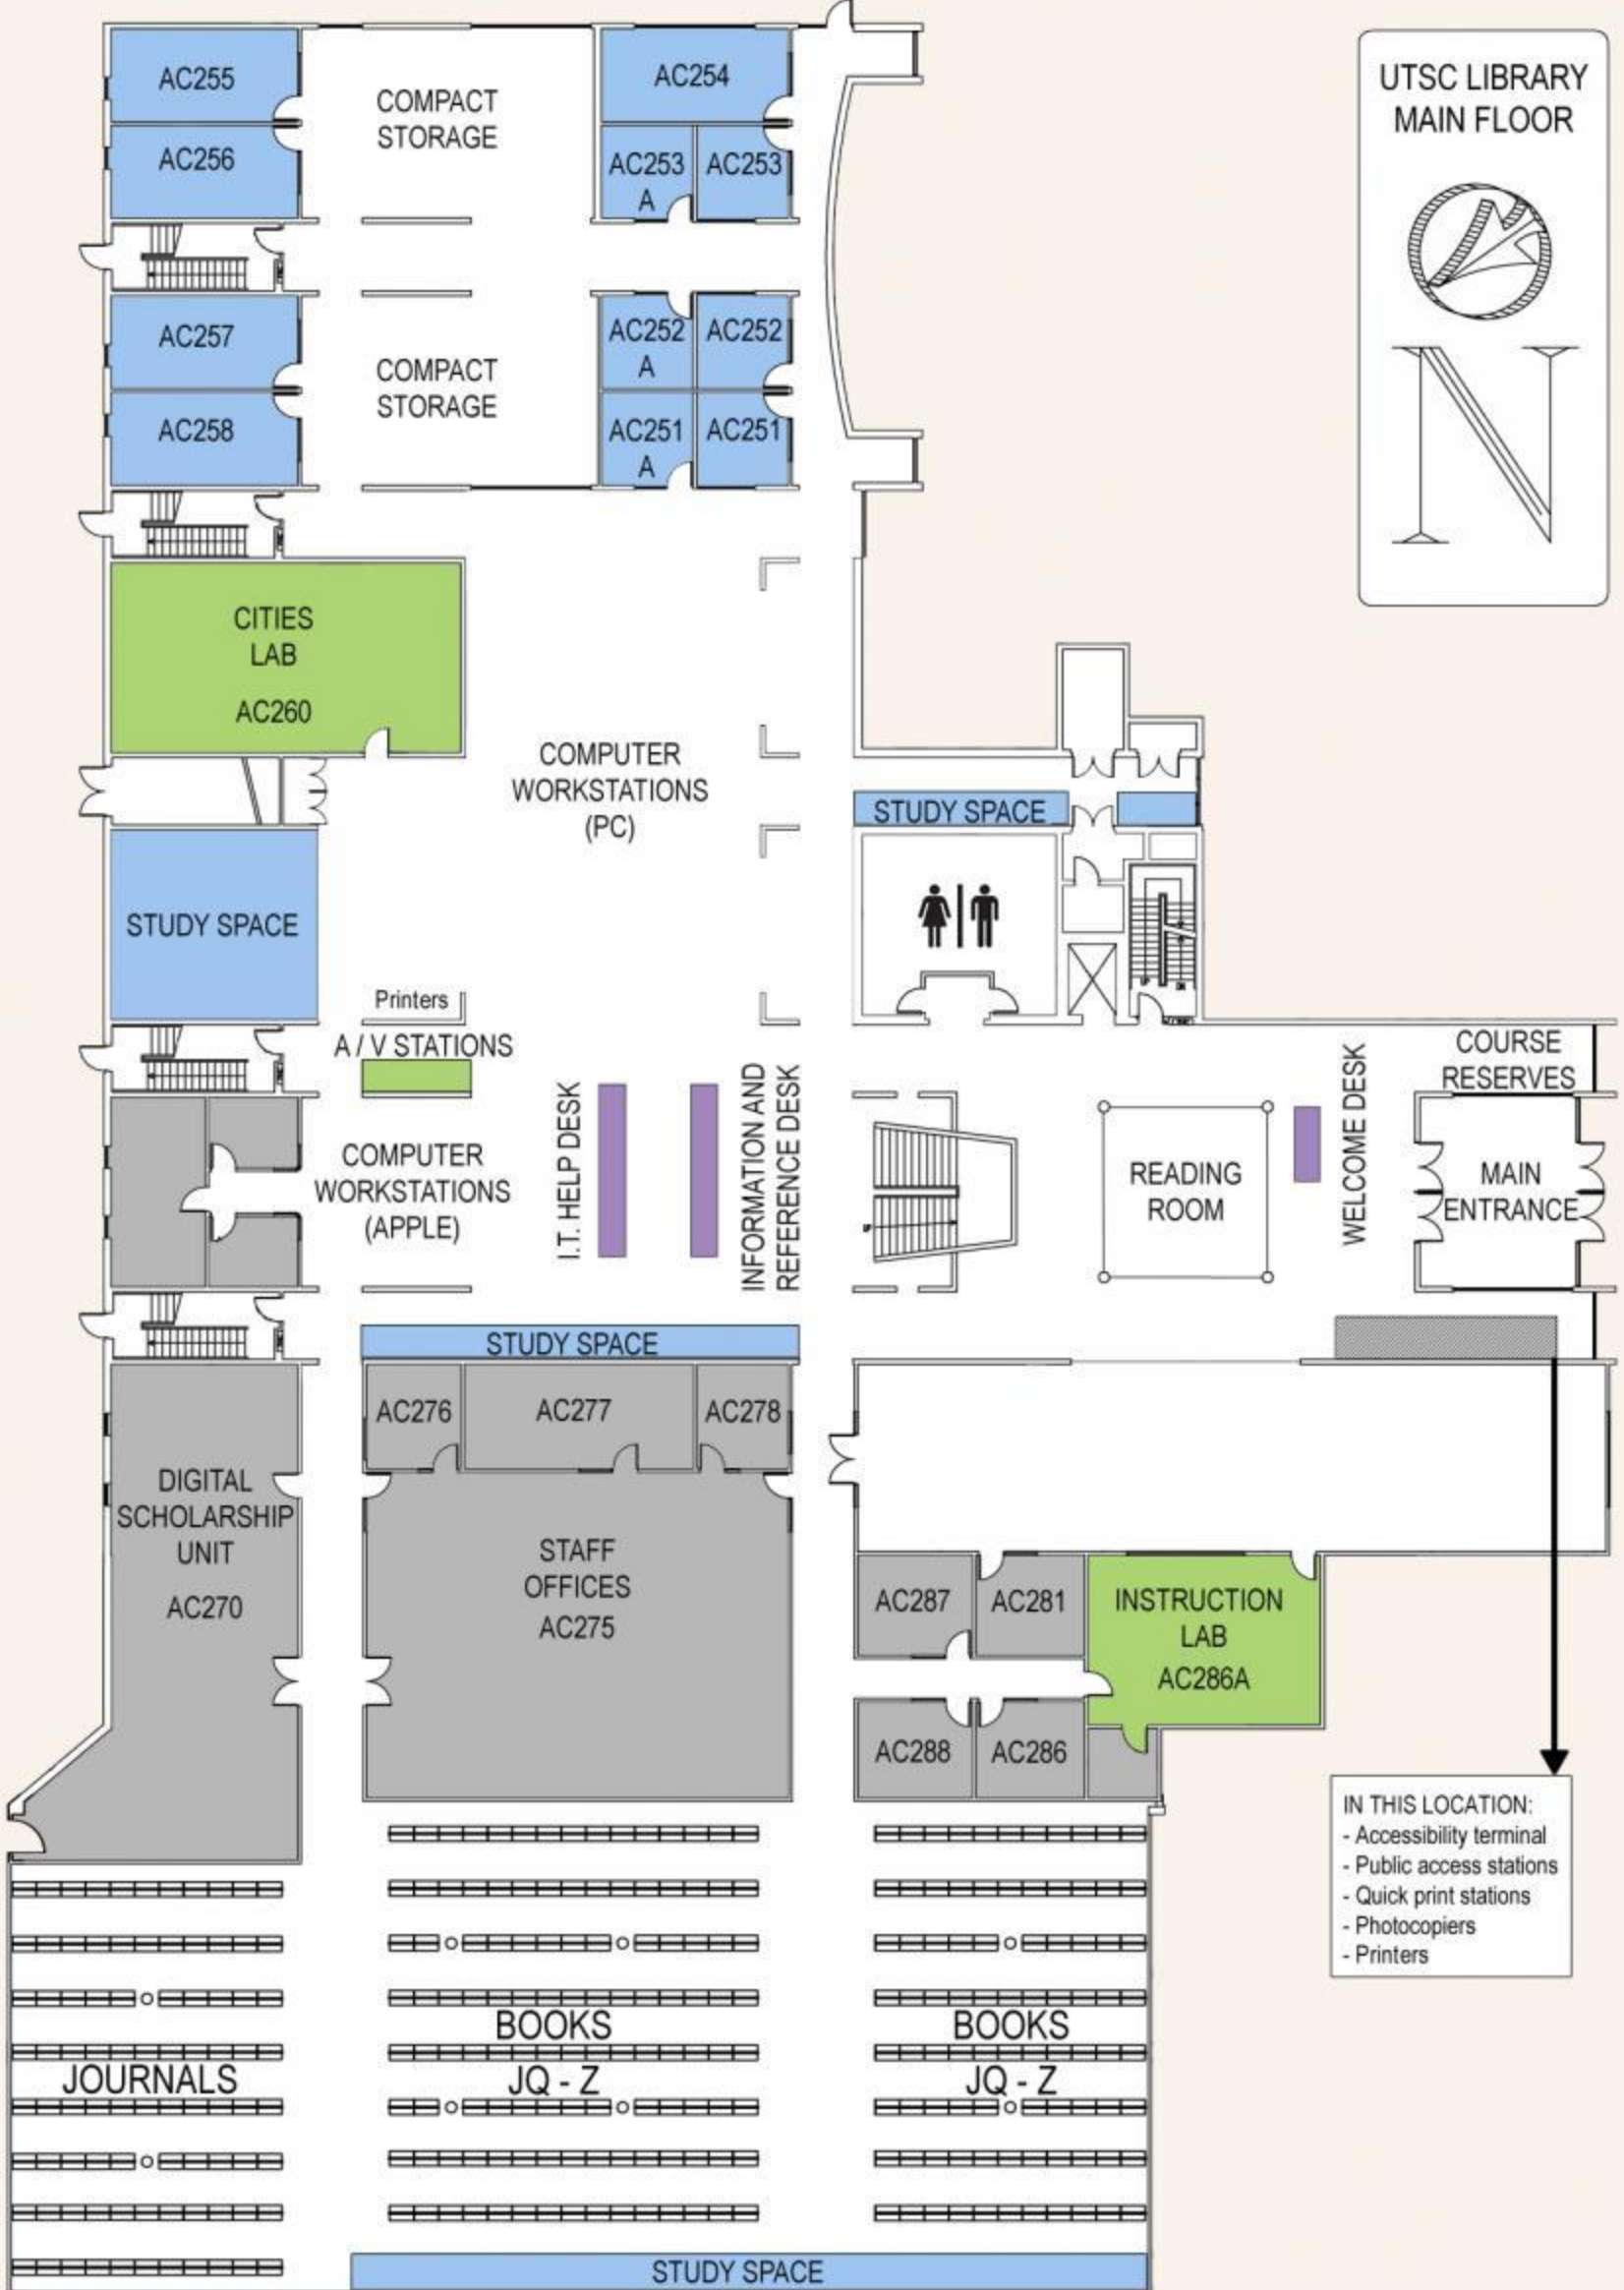 UTSC LIBRARY
MAIN FLOOR
N
AC255
COMPACT
STORAGE
AC254
AC256
AC253
A
AC253
AC257
COMPACT
STORAGE
AC252
A
AC252
AC258
AC251
A
AC251
CITIES
LAB
AC260
COMPUTER
WORKSTATIONS
(PC)
STUDY SPACE
STUDY SPACE
Printers
A / V STATIONS
COURSE
RESERVES
COMPUTER
WORKSTATIONS
(APPLE)
I.T. HELP DESK
INFORMATION AND
REFERENCE DESK
READING
ROOM
WELCOME DESK
MAIN
ENTRANCE
STUDY SPACE
AC276
AC277
AC278
DIGITAL
SCHOLARSHIP
UNIT
AC270
STAFF
OFFICES
AC275
AC287
AC281
INSTRUCTION
LAB
AC286A
AC288
AC286
IN THIS LOCATION:
- Accessibility terminal
- Public access stations
- Quick print stations
- Photocopiers
- Printers
JOURNALS
BOOKS
JQ - Z
BOOKS
JQ - Z
STUDY SPACE